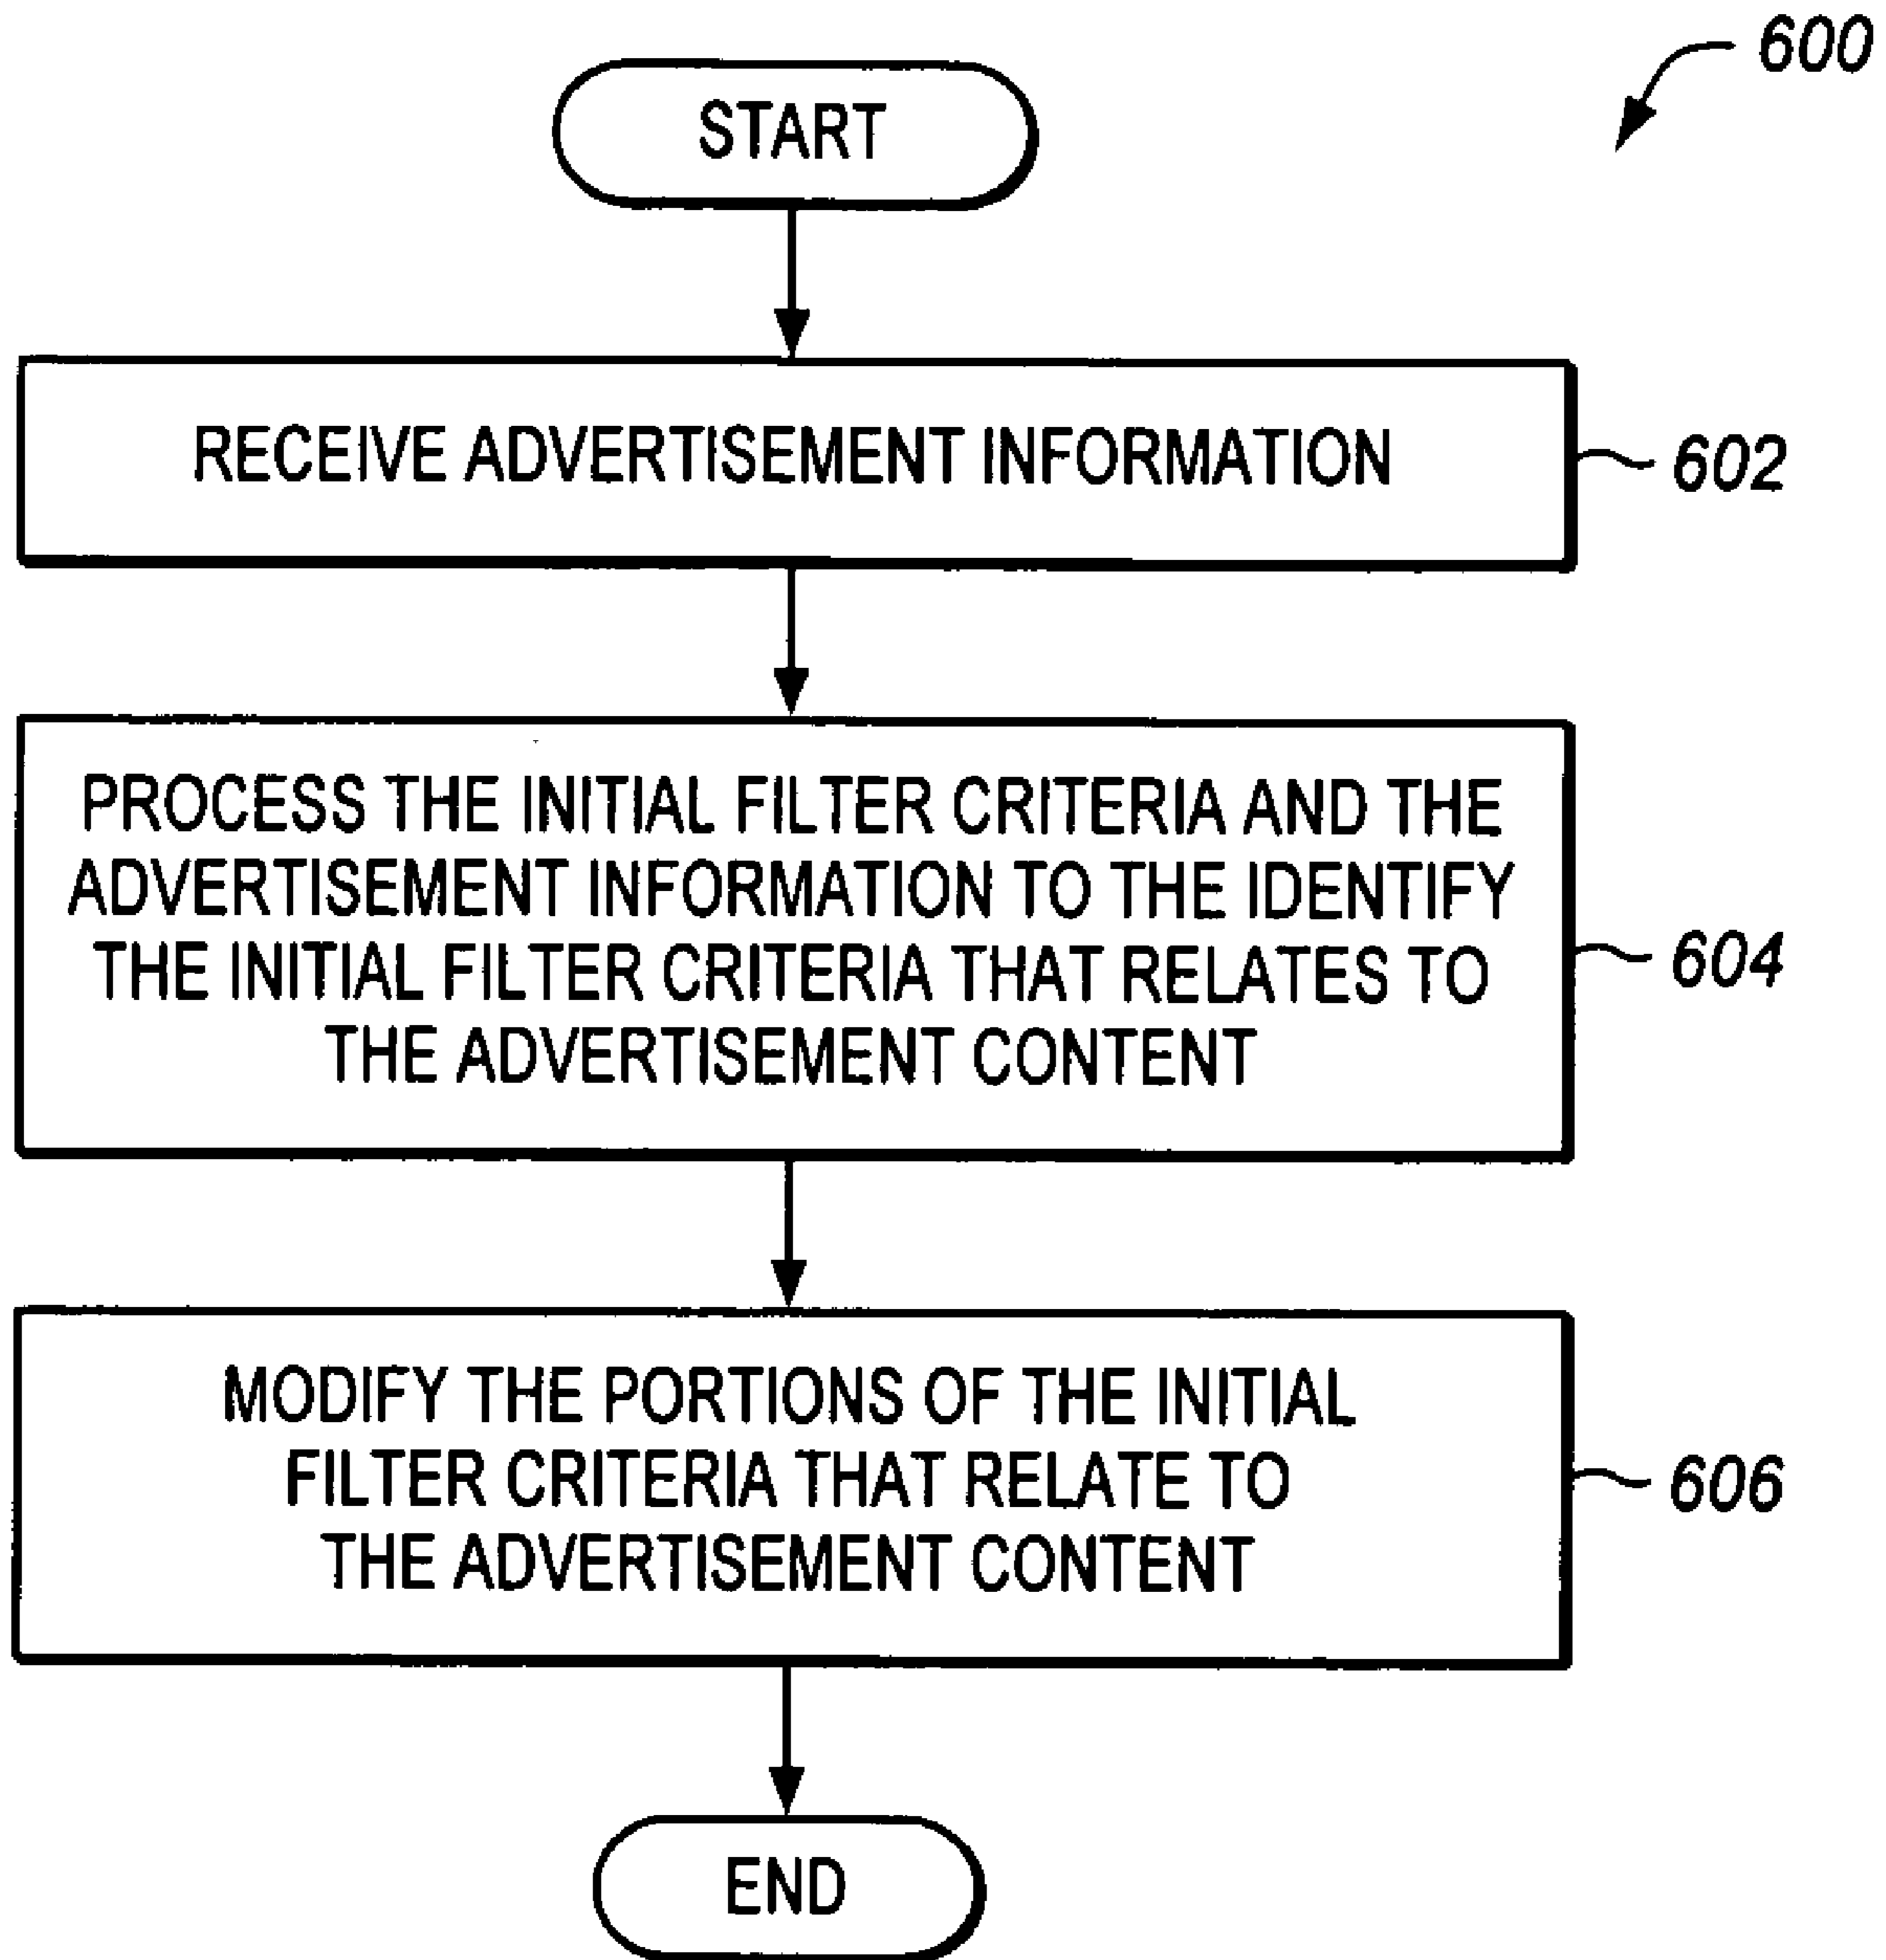 600
START
RECEIVE ADVERTISEMENT INFORMATION
602
PROCESS THE INITIAL FILTER CRITERIA AND THE
ADVERTISEMENT INFORMATION TO THE IDENTIFY
THE INITIAL FILTER CRITERIA THAT RELATES TO
THE ADVERTISEMENT CONTENT
604
MODIFY THE PORTIONS OF THE INITIAL
FILTER CRITERIA THAT RELATE TO
THE ADVERTISEMENT CONTENT
606
END